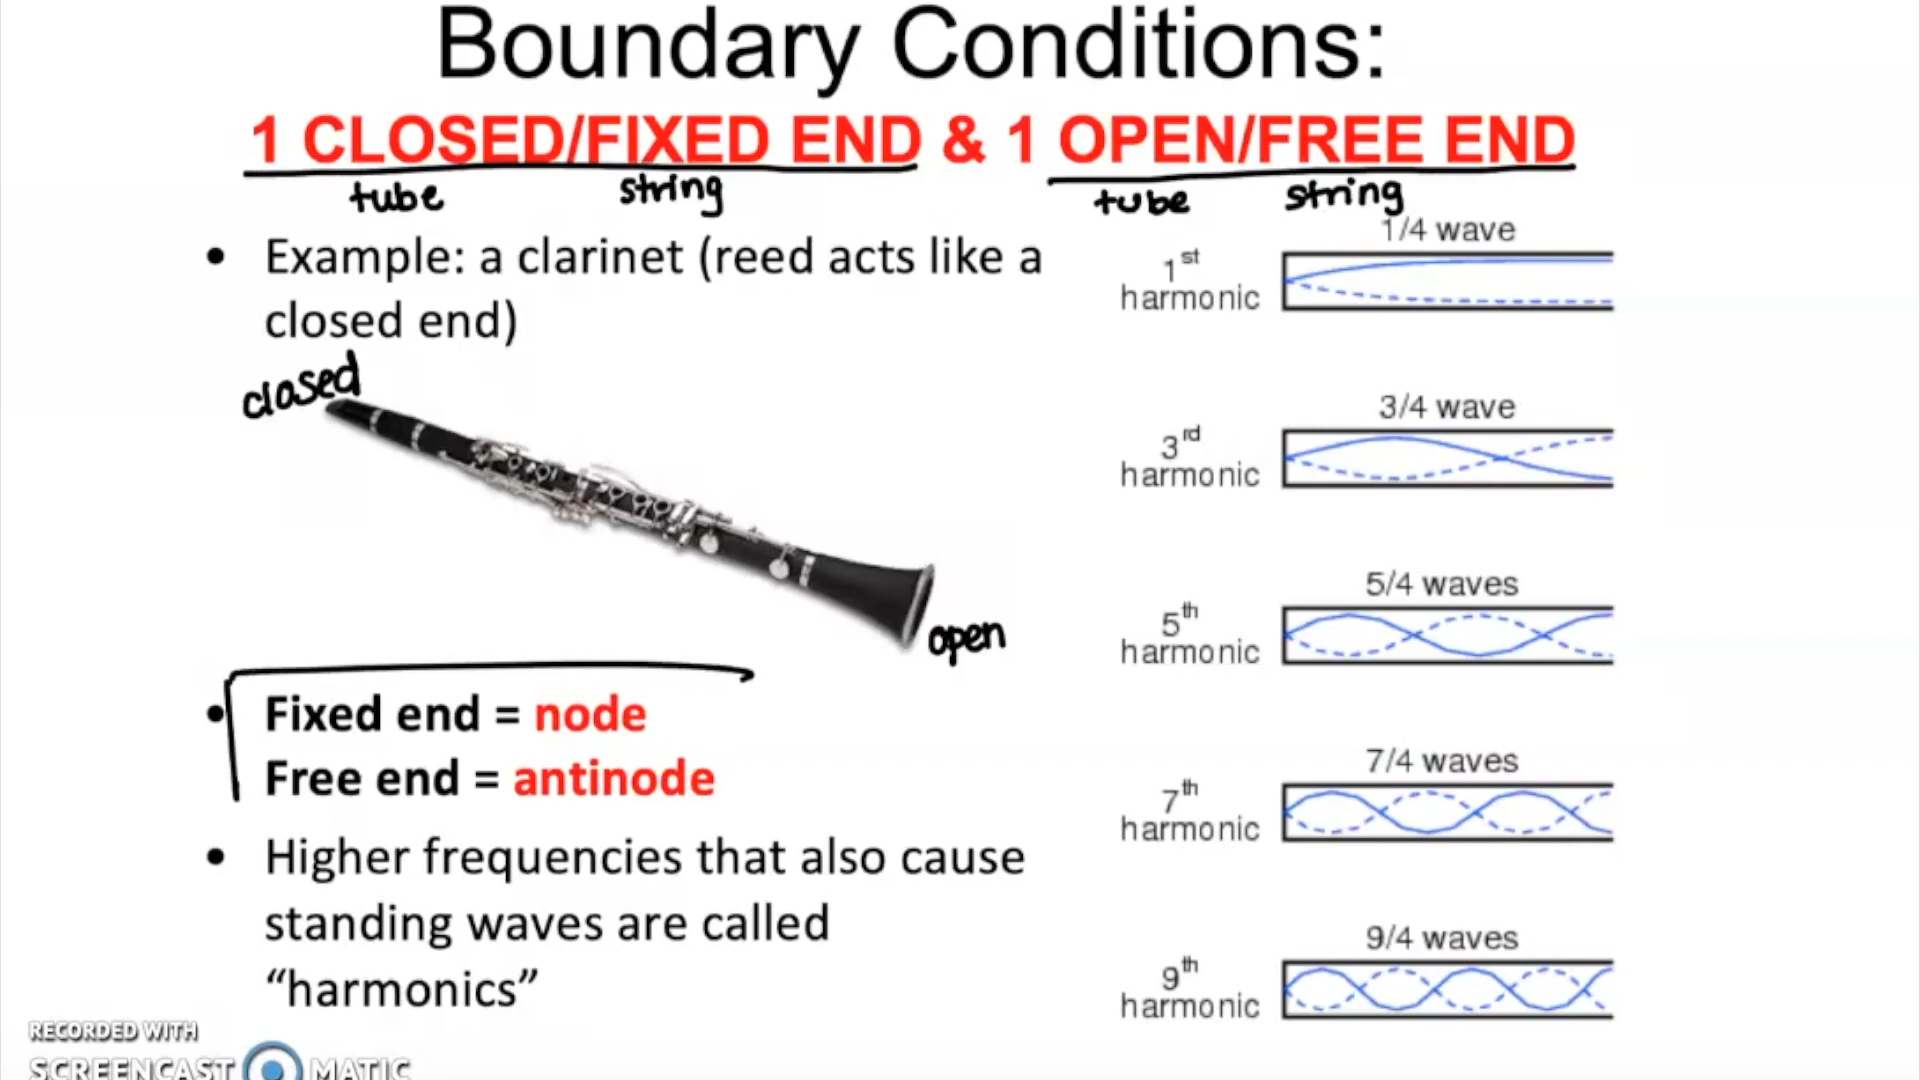 Boundary Conditions:
1 CLOSED/FIXED END & 1 OPEN/FREE END
tube string tube string
• Example: a clarinet (reed acts like a
closed end)
closed
open
• Fixed end = node
Free end = antinode
• Higher frequencies that also cause
standing waves are called
“harmonics”
1/4 wave
1st
harmonic
3/4 wave
3rd
harmonic
5/4 waves
5th
harmonic
7/4 waves
7th
harmonic
9/4 waves
9th
harmonic
RECORDED WITH
SCREENCAST MATIC